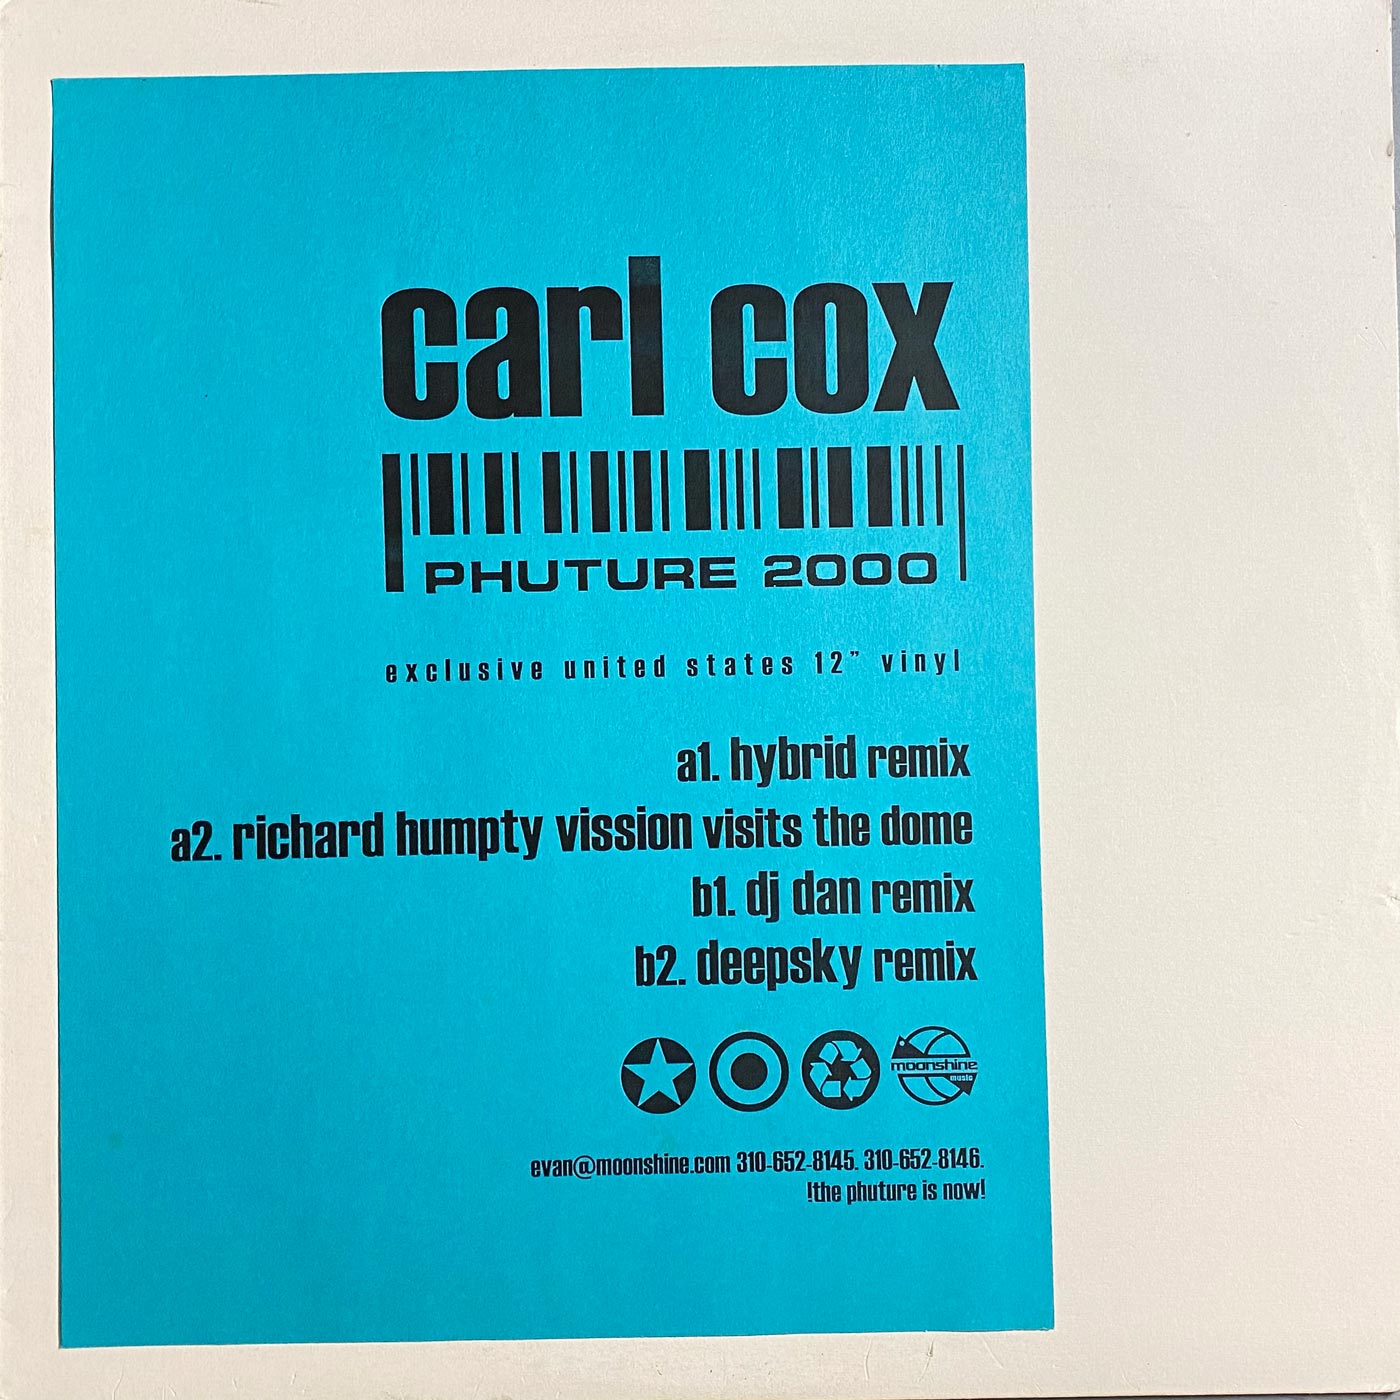 carl cox
PHUTURE 2000
exclusive united states 12” vinyl
a1. hybrid remix
a2. richard humpty vission visits the dome
b1. dj dan remix
b2. deepsky remix
moonshine
music
evan@moonshine.com 310-652-8145. 310-652-8146.
!the phuture is now!